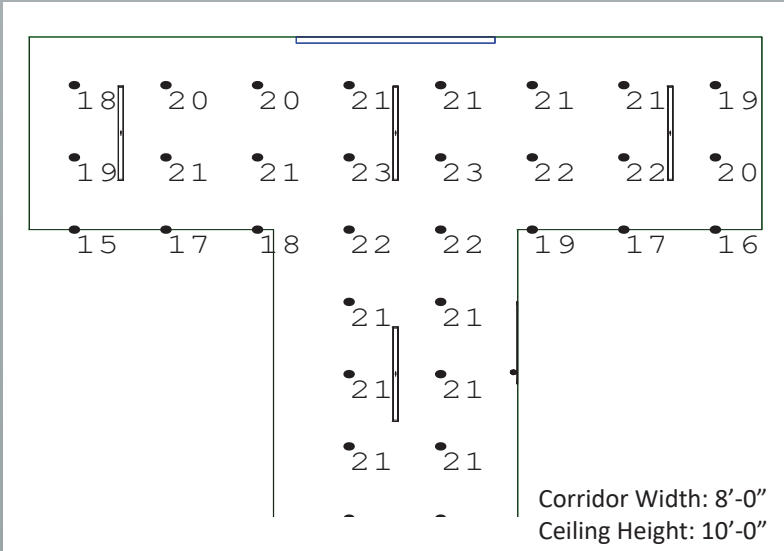 18 20 20 21 21 21 21 19
19 21 21 23 23 22 22 20
15 17 18 22 22 19 17 16
21 21
21 21
21 21
Corridor Width: 8’-0”
Ceiling Height: 10’-0”